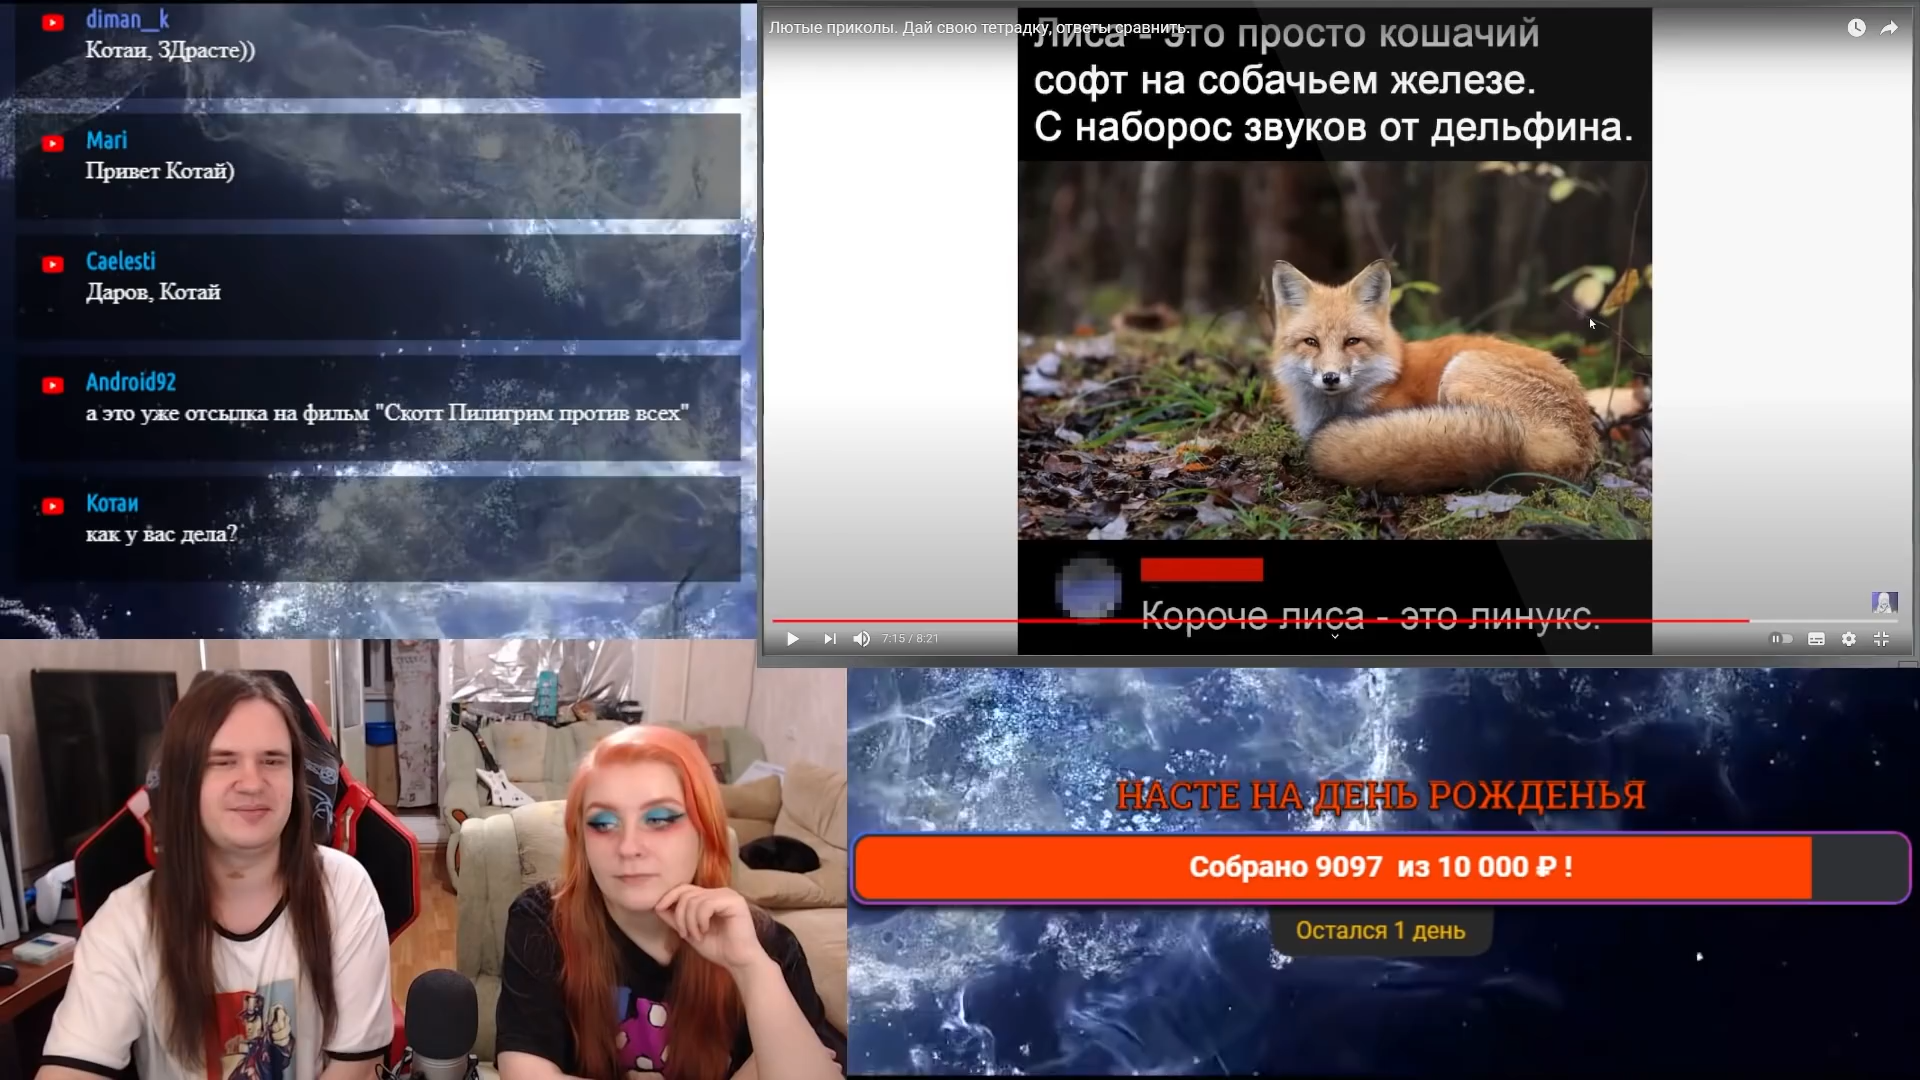 diman__k
Котаи, ЗДрасте))
Mari
Привет Котай)
Caelesti
Даров, Котай
Android92
а это уже отсылка на фильм "Скотт Пилигрим против всех"
Котаи
как у вас дела?
Лютые приколы. Дай свою тетрадку, ответы сравнить.
Лиса - это просто кошачий
софт на собачьем железе.
С наборос звуков от дельфина.
Короче лиса - это линукс.
7:15 / 8:21
НАСТЕ НА ДЕНЬ РОЖДЕНЬЯ
Собрано 9097 из 10 000 ₽ !
Остался 1 день